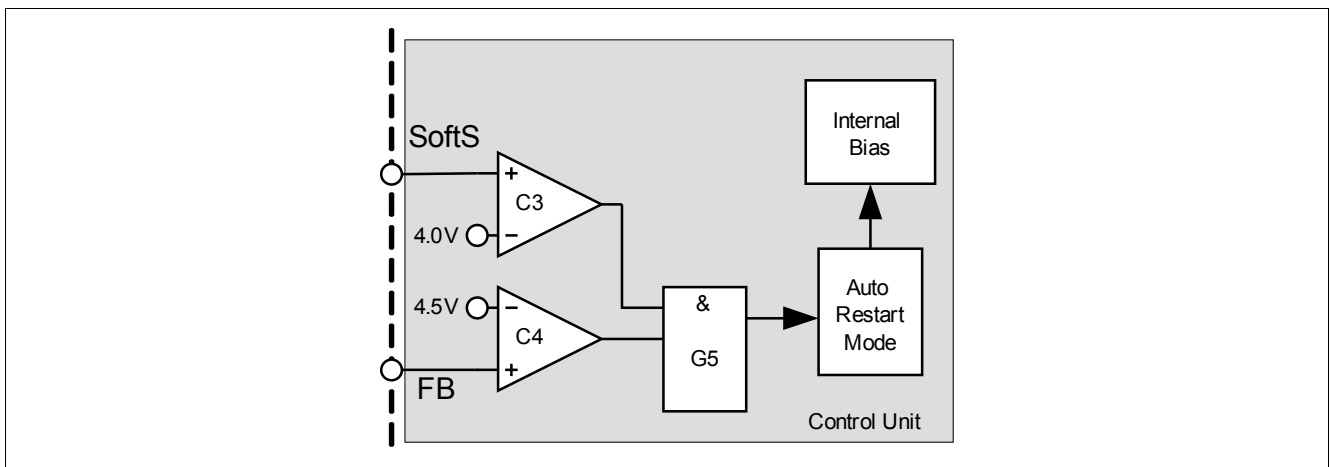 SoftS
C3
4.0V
4.5V
C4
FB
&
G5
Internal
Bias
Auto
Restart
Mode
Control Unit
+
−
−
+